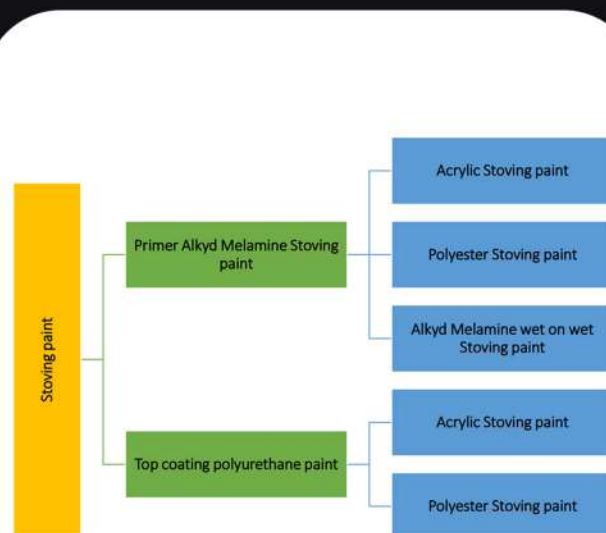 Stoving paint
Primer Alkyd Melamine Stoving
paint
Acrylic Stoving paint
Polyester Stoving paint
Alkyd Melamine wet on wet
Stoving paint
Top coating polyurethane paint
Acrylic Stoving paint
Polyester Stoving paint